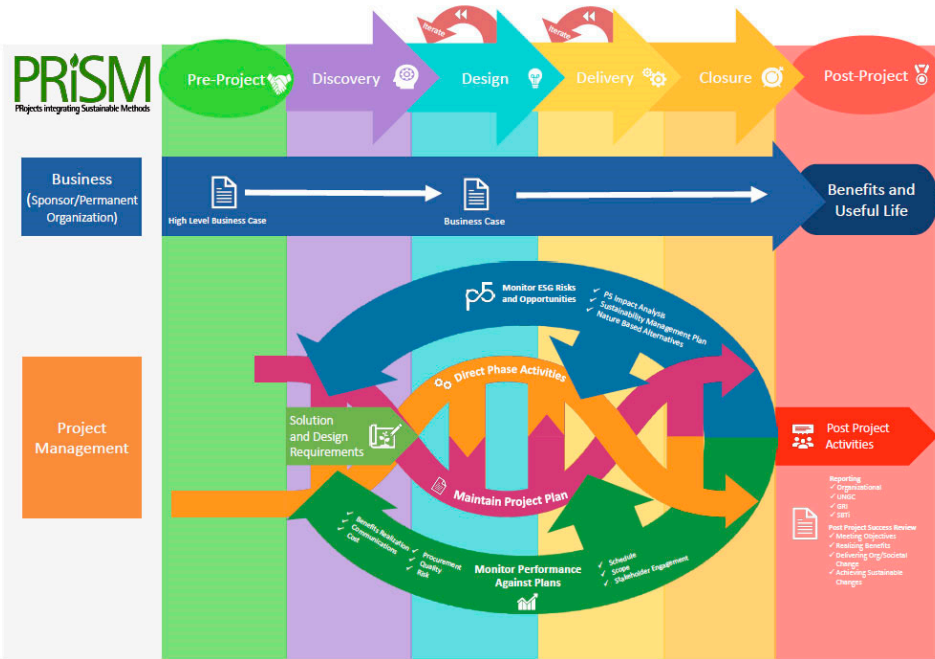 Iterate
Iterate
PRiSM
PRojects integrating Sustainable Methods
Pre-Project
Discovery
Design
Delivery
Closure
Post-Project
Business
(Sponsor/Permanent
Organization)
High Level Business Case
Business Case
Benefits and
Useful Life
p5
Monitor ESG Risks
and Opportunities
✓ P5 Impact Analysis
✓ Sustainability Management Plan
✓ Nature Based Alternatives
Project
Management
Direct Phase Activities
Solution
and Design
Requirements
Maintain Project Plan
Post Project
Activities
✓ Benefits Realization
✓ Communications
✓ Cost
✓ Procurement
✓ Quality
✓ Risk
Monitor Performance
Against Plans
✓ Schedule
✓ Scope
✓ Stakeholder Engagement
Reporting
✓ Organizational
✓ UNGC
✓ GRI
✓ SBTi
Post Project Success Review
✓ Meeting Objectives
✓ Realizing Benefits
✓ Delivering Org/Societal
Change
✓ Achieving Sustainable
Changes